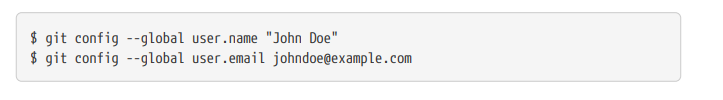 $ git config --global user.name "John Doe"
$ git config --global user.email johndoe@example.com